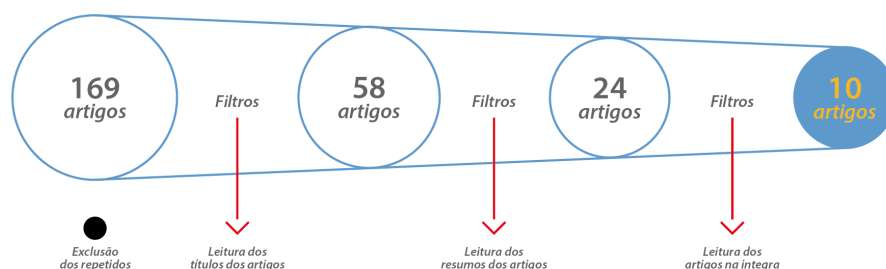 169
artigos
Filtros
58
artigos
Filtros
24
artigos
Filtros
10
artigos
Exclusão
dos repetidos
Leitura dos
títulos dos artigos
Leitura dos
resumos dos artigos
Leitura dos
artigos na integra